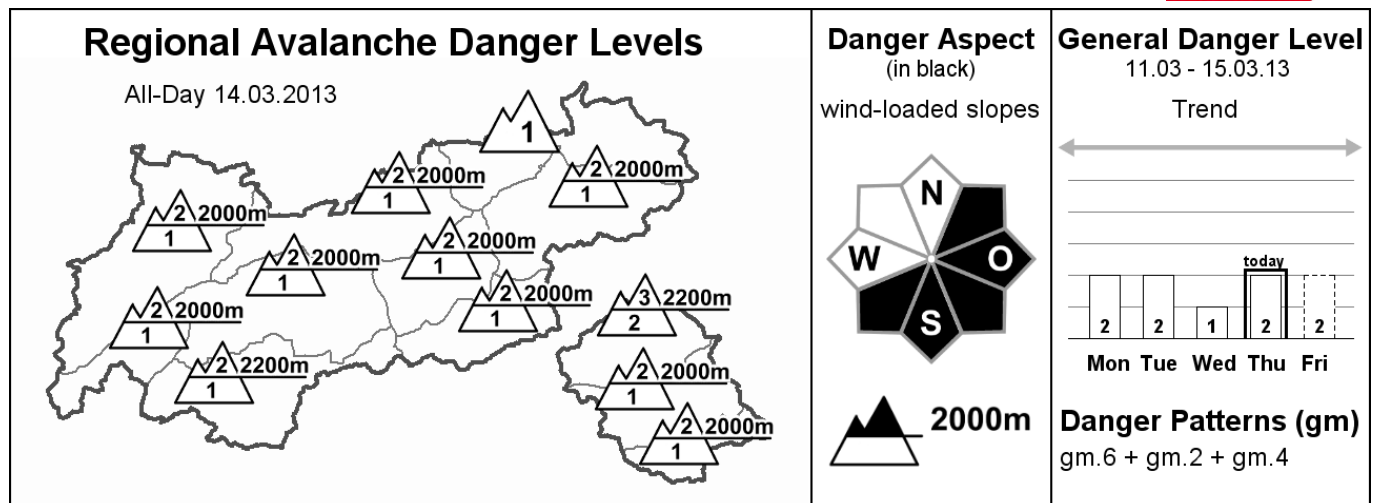 Regional Avalanche Danger Levels
All-Day 14.03.2013
1
2 2000m
1
2 2000m
1
2 2000m
1
2 2000m
1
2 2000m
1
2 2000m
1
2 2000m
1
3 2200m
2
2 2200m
1
2 2000m
1
2 2000m
1
Danger Aspect
(in black)
wind-loaded slopes
N
W
O
S
2000m
General Danger Level
11.03 - 15.03.13
Trend
today
2 2 1 2 2
Mon Tue Wed Thu Fri
Danger Patterns (gm)
gm.6 + gm.2 + gm.4